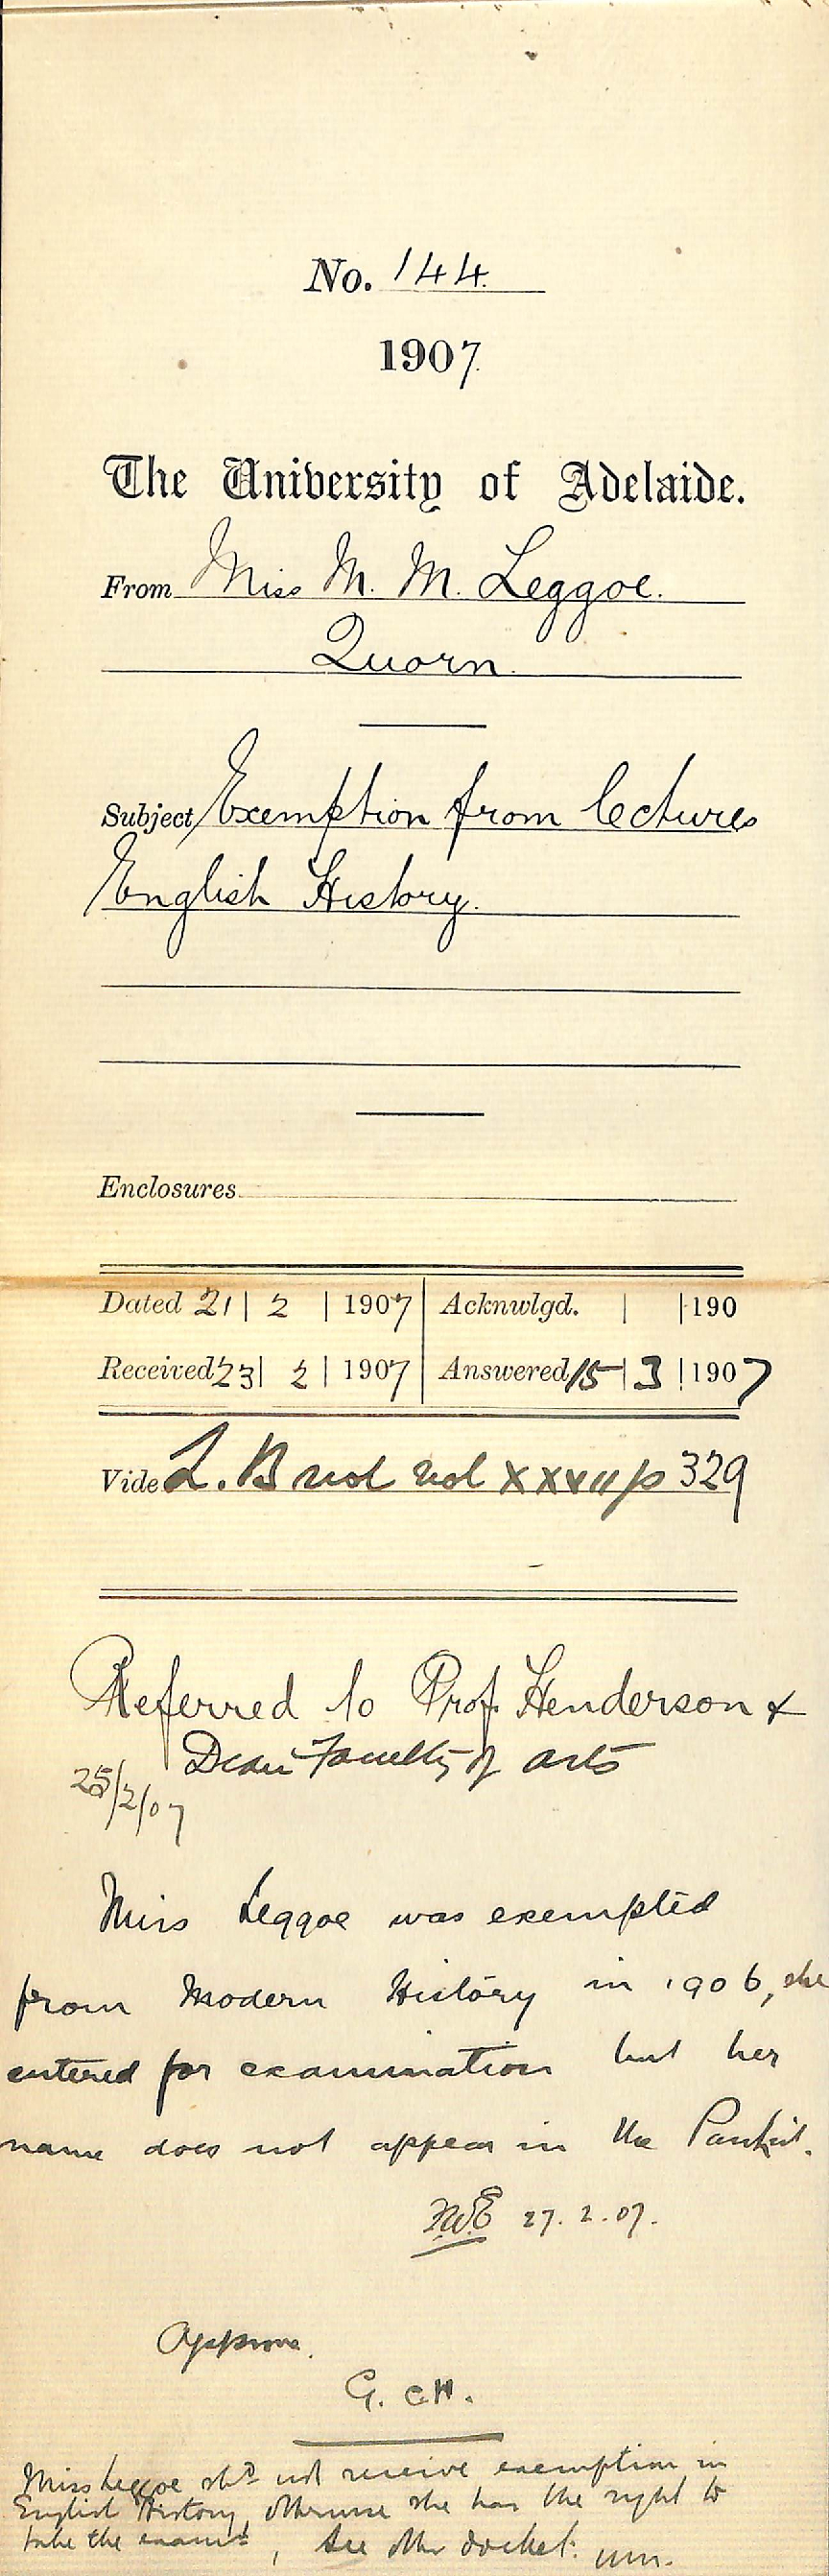 No. 144.
1907.
The University of Adelaide.
From Miss M. M. Leggoe.
Quorn.
Subject Exemption from lectures
English History.
Enclosures
Dated 21 | 2 | 1907 | Acknwlgd. | | 190
Received 23 | 2 | 1907 | Answered 15 | 3 | 1907
Vide L. B vol xxvii p 329
Referred to Prof. Henderson &
Dean Faculty of Arts
25/2/07
Miss Leggoe was exempted
from Modern History in 1906, she
entered for examination but her
name does not appear in the
27.2.07.
Approve.
G. C. H.
Miss Leggoe shd not receive exemption in
English History, otherwise she has the right to
take the examn, See other docket.